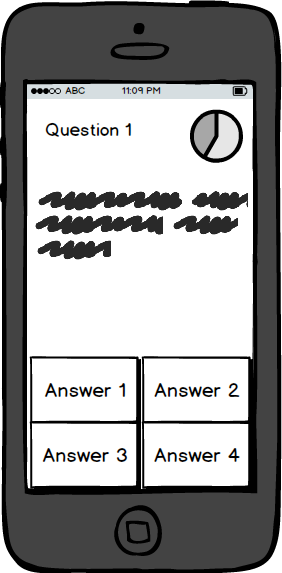 ABC 11:09 PM
Question 1
Answer 1 Answer 2
Answer 3 Answer 4